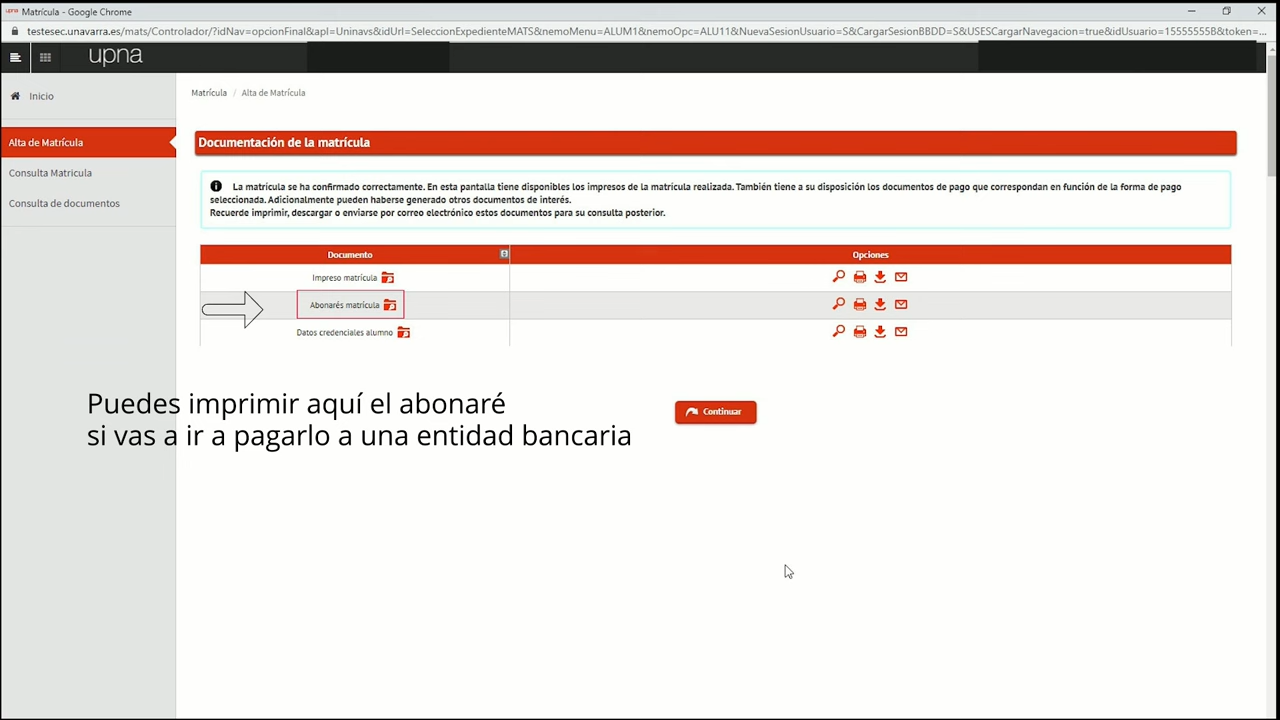 upna Matrícula - Google Chrome
testesec.unavarra.es/mats/Controlador/?idNav=opcionFinal&apl=Uninavs&idUrl=SeleccionExpedienteMATS&nemoMenu=ALUM1&nemoOpc=ALU11&NuevaSesionUsuario=S&CargarSesionBBDD=S&USESCargarNavegacion=true&idUsuario=15555555B&token=...
upna
Inicio
Matrícula / Alta de Matrícula
Alta de Matrícula
Consulta Matricula
Consulta de documentos
Documentación de la matrícula
La matrícula se ha confirmado correctamente. En esta pantalla tiene disponibles los impresos de la matrícula realizada. También tiene a su disposición los documentos de pago que correspondan en función de la forma de pago
seleccionada. Adicionalmente pueden haberse generado otros documentos de interés.
Recuerde imprimir, descargar o enviarse por correo electrónico estos documentos para su consulta posterior.
Documento Opciones
Impreso matrícula
Abonarés matrícula
Datos credenciales alumno
Puedes imprimir aquí el abonaré
si vas a ir a pagarlo a una entidad bancaria
Continuar